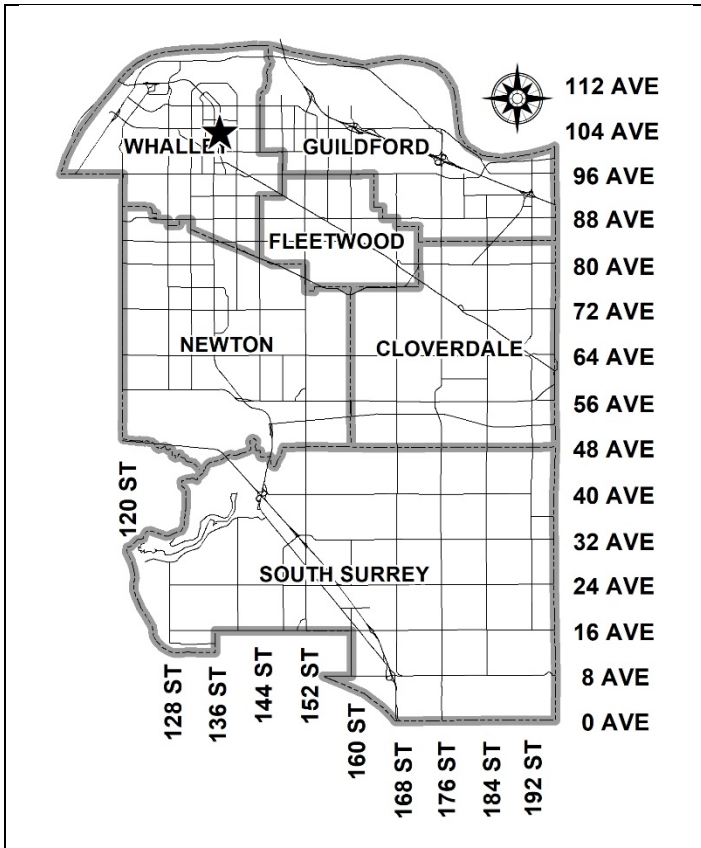 112 AVE
104 AVE
WHALLEY
GUILDFORD
96 AVE
88 AVE
FLEETWOOD
80 AVE
72 AVE
NEWTON
CLOVERDALE
64 AVE
56 AVE
48 AVE
120 ST
40 AVE
32 AVE
SOUTH SURREY
24 AVE
16 AVE
8 AVE
128 ST
136 ST
144 ST
152 ST
160 ST
0 AVE
168 ST
176 ST
184 ST
192 ST